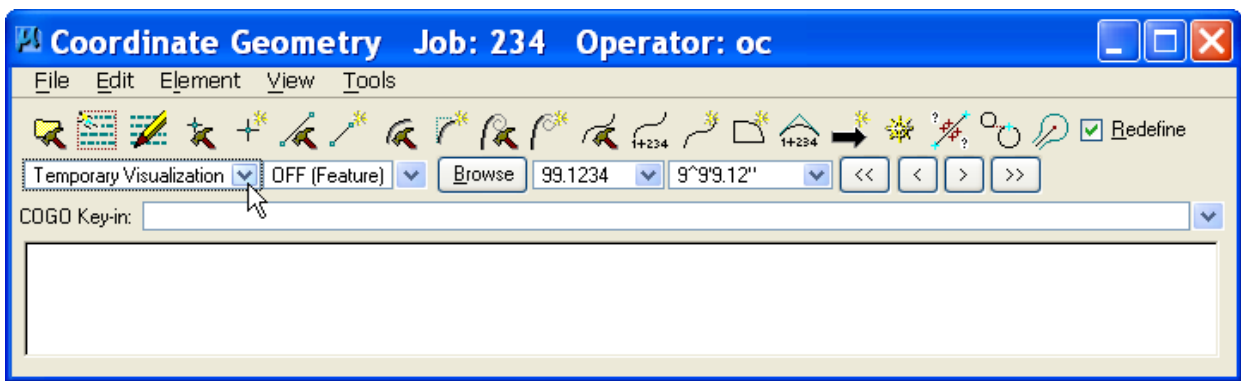 Coordinate Geometry Job: 234 Operator: oc
File Edit Element View Tools
1+234 1+234 ? ? Redefine
Temporary Visualization OFF (Feature) Browse 99.1234 9^9'9.12" << < > >>
COGO Key-in: